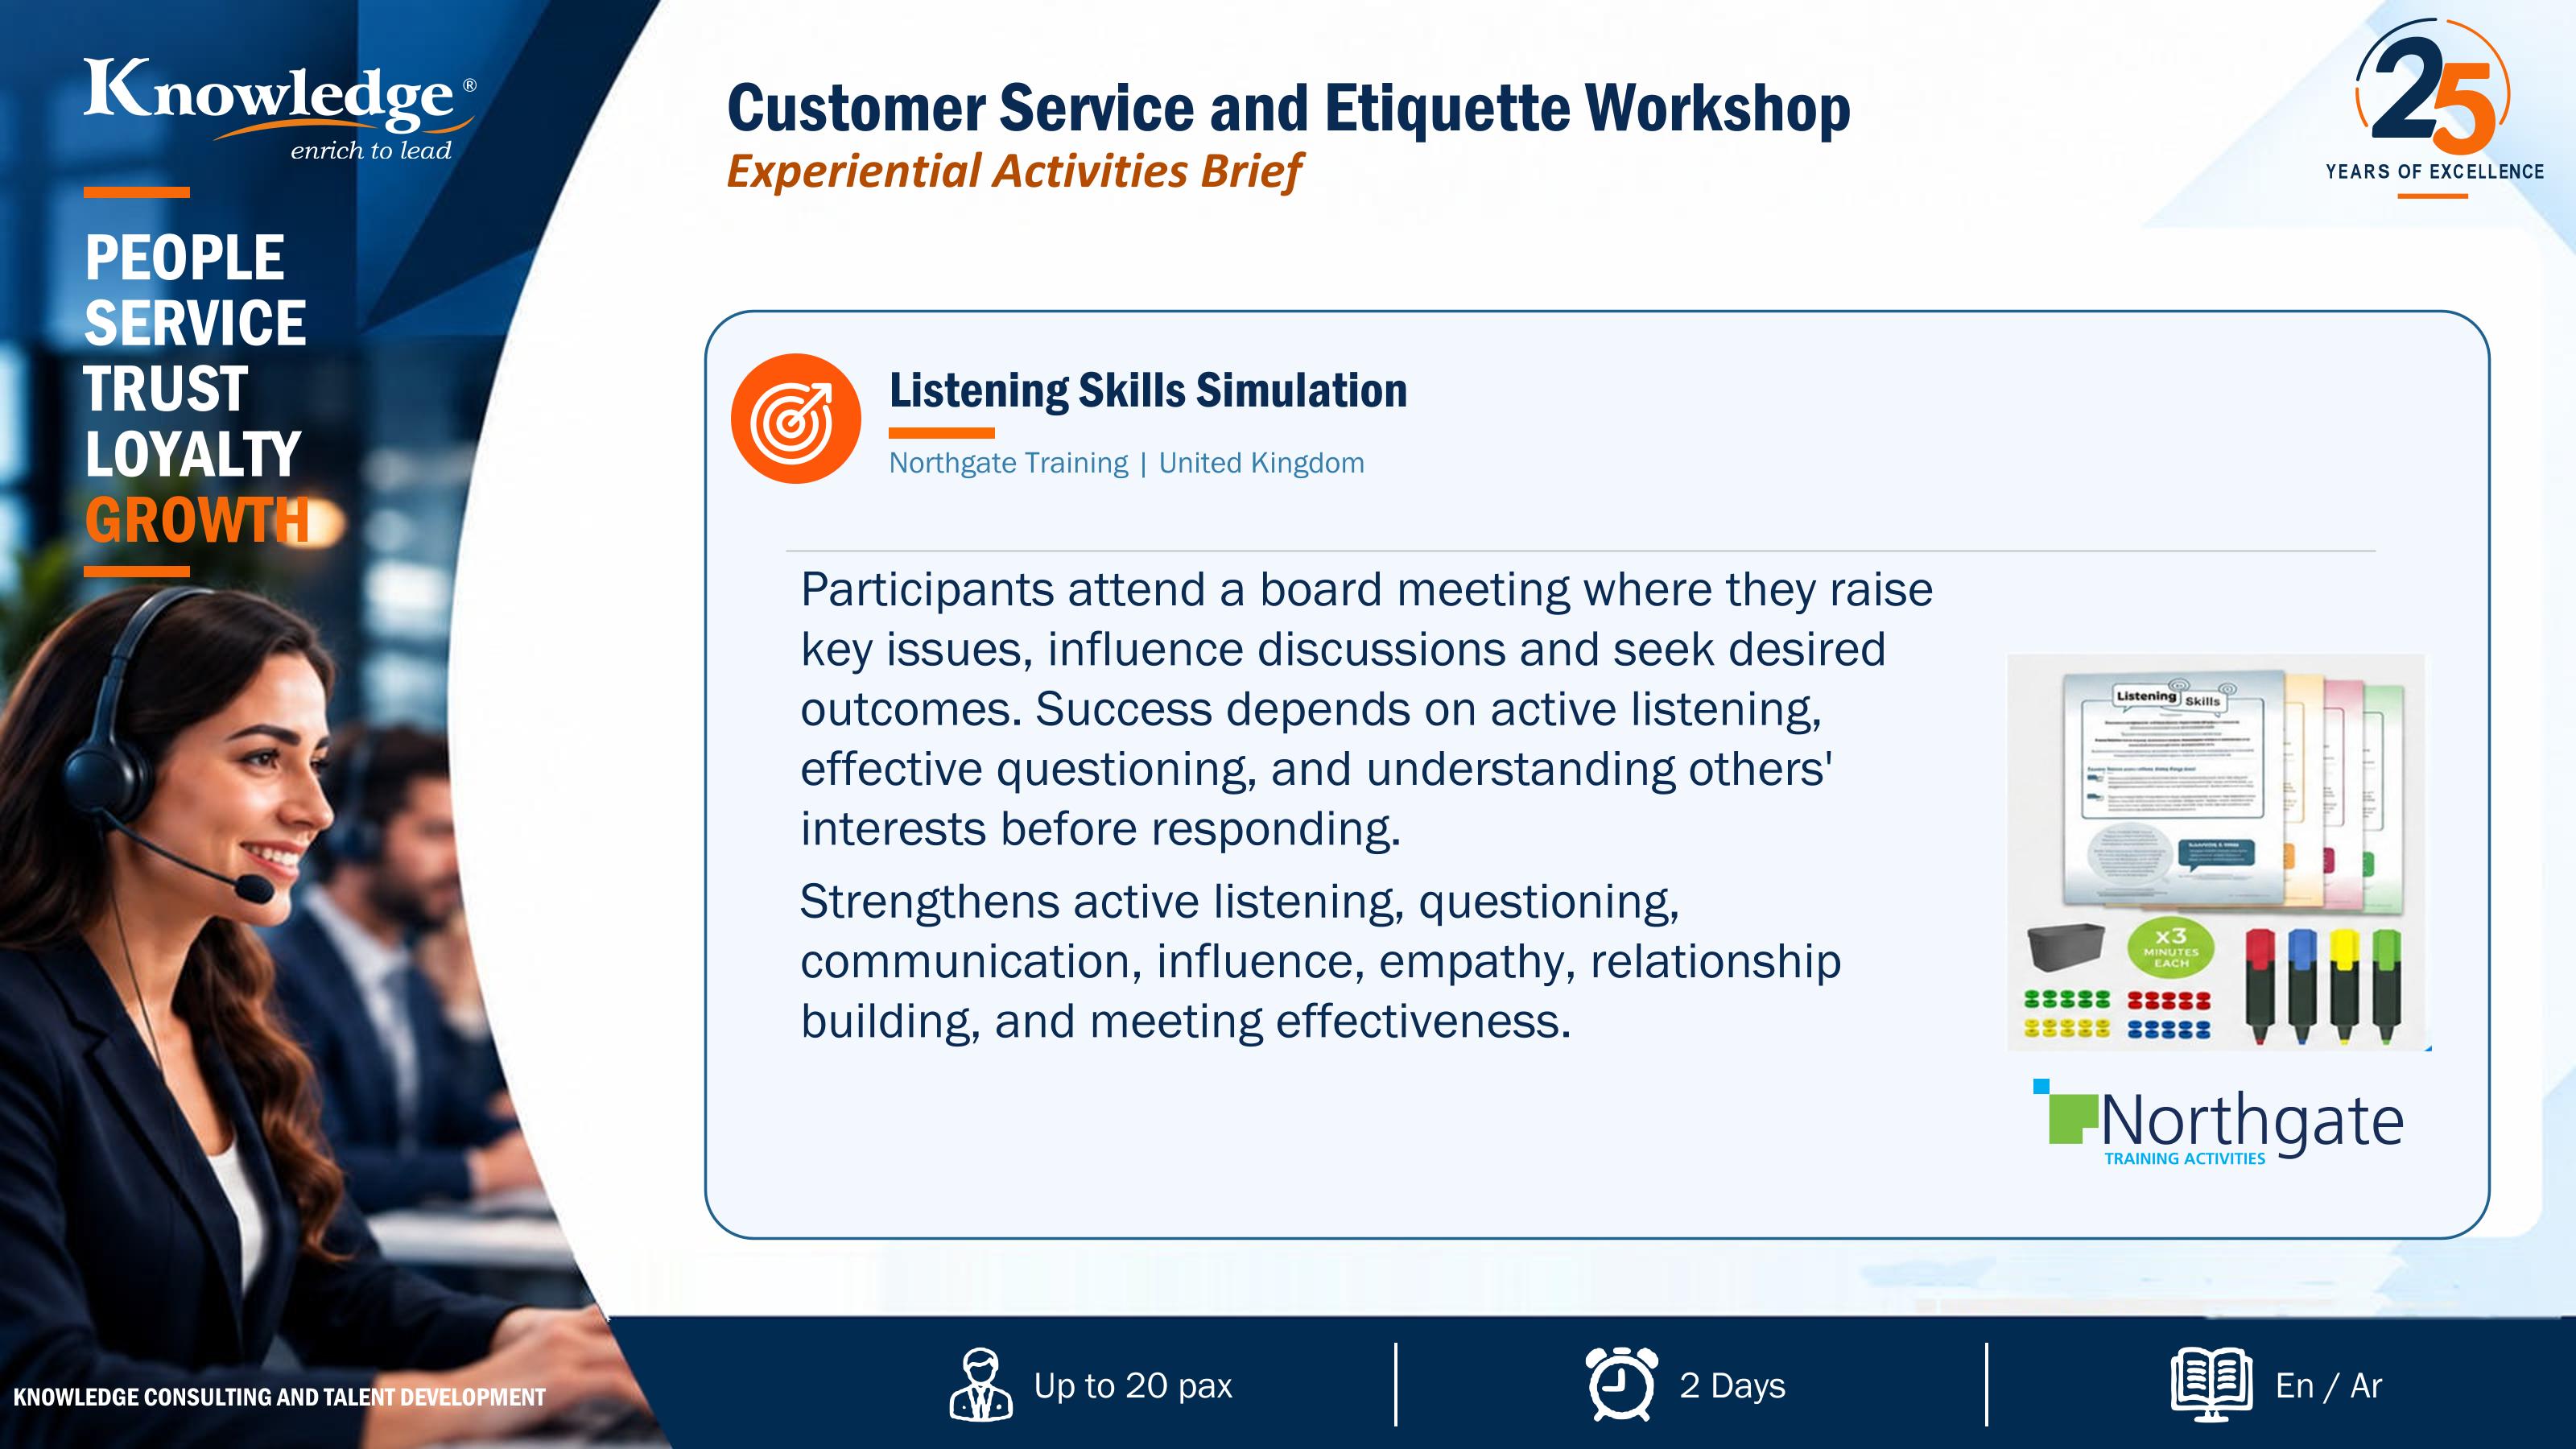 Knowledge®
enrich to lead
PEOPLE
SERVICE
TRUST
LOYALTY
GROWTH
KNOWLEDGE CONSULTING AND TALENT DEVELOPMENT
Customer Service and Etiquette Workshop
Experiential Activities Brief
25
YEARS OF EXCELLENCE
Listening Skills Simulation
Northgate Training | United Kingdom
Participants attend a board meeting where they raise
key issues, influence discussions and seek desired
outcomes. Success depends on active listening,
effective questioning, and understanding others'
interests before responding.
Strengthens active listening, questioning,
communication, influence, empathy, relationship
building, and meeting effectiveness.
Listening Skills
x3
MINUTES
EACH
Northgate
TRAINING ACTIVITIES
Up to 20 pax
2 Days
En / Ar